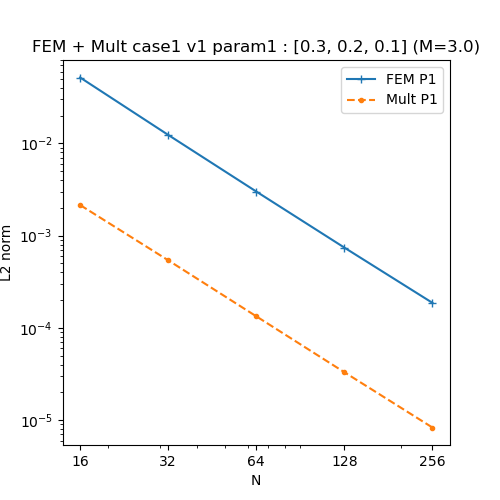 FEM + Mult case1 v1 param1 : [0.3, 0.2, 0.1] (M=3.0)
FEM P1
Mult P1
10⁻²
10⁻³
10⁻⁴
10⁻⁵
L2 norm
16 32 64 128 256
N